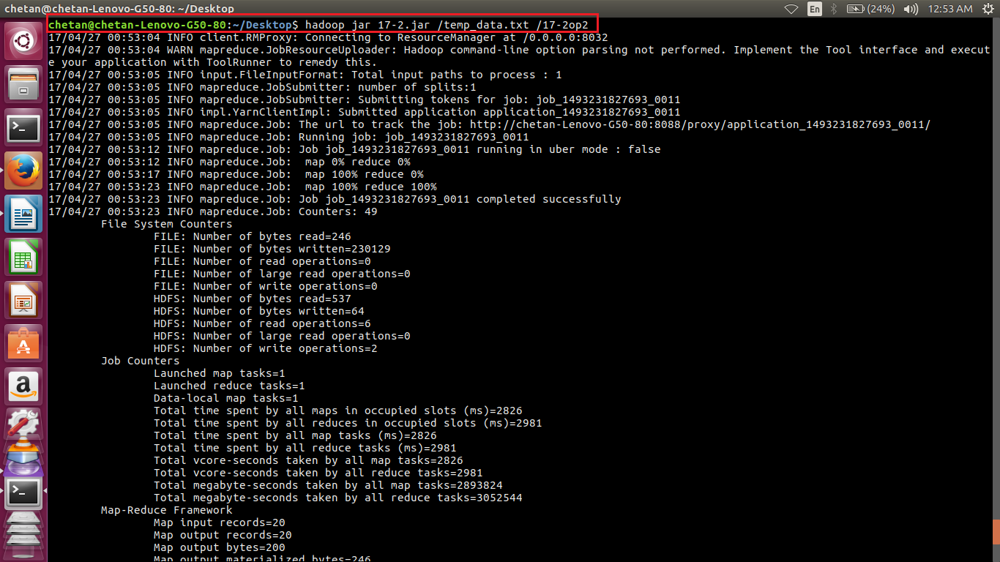 chetan@chetan-Lenovo-G50-80: ~/Desktop
En
(24%)
12:53 AM
chetan@chetan-Lenovo-G50-80:~/Desktop$ hadoop jar 17-2.jar /temp_data.txt /17-2op2
17/04/27 00:53:04 INFO client.RMProxy: Connecting to ResourceManager at /0.0.0.0:8032
17/04/27 00:53:04 WARN mapreduce.JobResourceUploader: Hadoop command-line option parsing not performed. Implement the Tool interface and execut
e your application with ToolRunner to remedy this.
17/04/27 00:53:05 INFO input.FileInputFormat: Total input paths to process : 1
17/04/27 00:53:05 INFO mapreduce.JobSubmitter: number of splits:1
17/04/27 00:53:05 INFO mapreduce.JobSubmitter: Submitting tokens for job: job_1493231827693_0011
17/04/27 00:53:05 INFO impl.YarnClientImpl: Submitted application application_1493231827693_0011
17/04/27 00:53:05 INFO mapreduce.Job: The url to track the job: http://chetan-Lenovo-G50-80:8088/proxy/application_1493231827693_0011/
17/04/27 00:53:05 INFO mapreduce.Job: Running job: job_1493231827693_0011
17/04/27 00:53:12 INFO mapreduce.Job: Job job_1493231827693_0011 running in uber mode : false
17/04/27 00:53:12 INFO mapreduce.Job:  map 0% reduce 0%
17/04/27 00:53:17 INFO mapreduce.Job:  map 100% reduce 0%
17/04/27 00:53:23 INFO mapreduce.Job:  map 100% reduce 100%
17/04/27 00:53:23 INFO mapreduce.Job: Job job_1493231827693_0011 completed successfully
17/04/27 00:53:23 INFO mapreduce.Job: Counters: 49
File System Counters
FILE: Number of bytes read=246
FILE: Number of bytes written=230129
FILE: Number of read operations=0
FILE: Number of large read operations=0
FILE: Number of write operations=0
HDFS: Number of bytes read=537
HDFS: Number of bytes written=64
HDFS: Number of read operations=6
HDFS: Number of large read operations=0
HDFS: Number of write operations=2
Job Counters
Launched map tasks=1
Launched reduce tasks=1
Data-local map tasks=1
Total time spent by all maps in occupied slots (ms)=2826
Total time spent by all reduces in occupied slots (ms)=2981
Total time spent by all map tasks (ms)=2826
Total time spent by all reduce tasks (ms)=2981
Total vcore-seconds taken by all map tasks=2826
Total vcore-seconds taken by all reduce tasks=2981
Total megabyte-seconds taken by all map tasks=2893824
Total megabyte-seconds taken by all reduce tasks=3052544
Map-Reduce Framework
Map input records=20
Map output records=20
Map output bytes=200
Map output materialized bytes=246